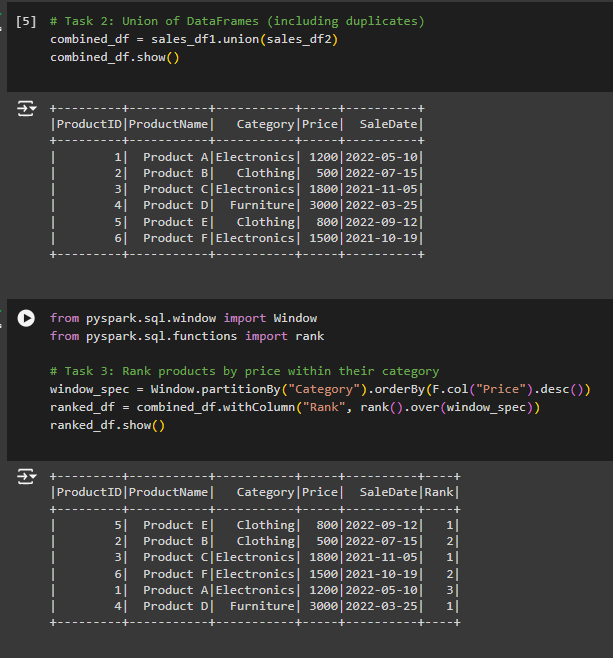 [5] # Task 2: Union of DataFrames (including duplicates)
combined_df = sales_df1.union(sales_df2)
combined_df.show()
+---------+-----------+-----------+-----+----------+
|ProductID|ProductName|   Category|Price|  SaleDate|
+---------+-----------+-----------+-----+----------+
|        1|  Product A|Electronics| 1200|2022-05-10|
|        2|  Product B|   Clothing|  500|2022-07-15|
|        3|  Product C|Electronics| 1800|2021-11-05|
|        4|  Product D|  Furniture| 3000|2022-03-25|
|        5|  Product E|   Clothing|  800|2022-09-12|
|        6|  Product F|Electronics| 1500|2021-10-19|
+---------+-----------+-----------+-----+----------+
from pyspark.sql.window import Window
from pyspark.sql.functions import rank
# Task 3: Rank products by price within their category
window_spec = Window.partitionBy("Category").orderBy(F.col("Price").desc())
ranked_df = combined_df.withColumn("Rank", rank().over(window_spec))
ranked_df.show()
+---------+-----------+-----------+-----+----------+----+
|ProductID|ProductName|   Category|Price|  SaleDate|Rank|
+---------+-----------+-----------+-----+----------+----+
|        5|  Product E|   Clothing|  800|2022-09-12|   1|
|        2|  Product B|   Clothing|  500|2022-07-15|   2|
|        3|  Product C|Electronics| 1800|2021-11-05|   1|
|        6|  Product F|Electronics| 1500|2021-10-19|   2|
|        1|  Product A|Electronics| 1200|2022-05-10|   3|
|        4|  Product D|  Furniture| 3000|2022-03-25|   1|
+---------+-----------+-----------+-----+----------+----+